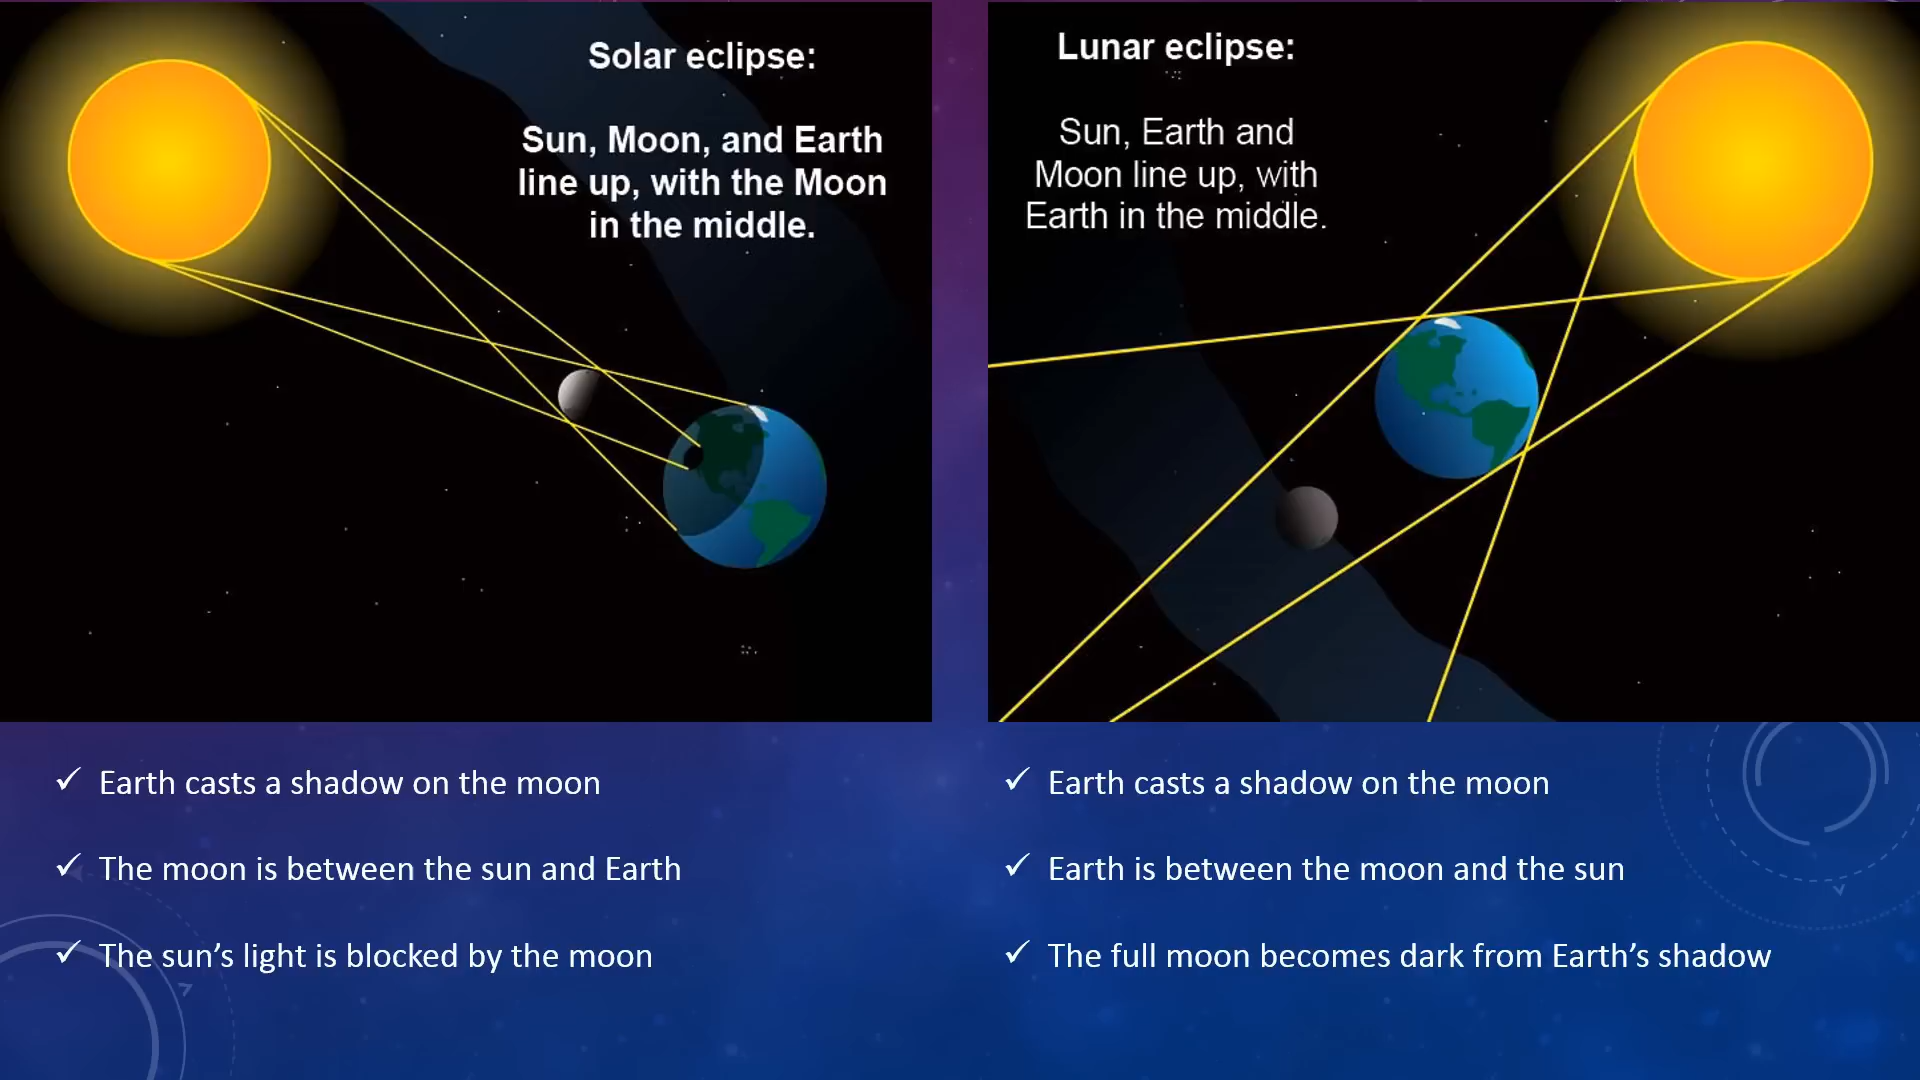 Solar eclipse:
Sun, Moon, and Earth
line up, with the Moon
in the middle.
Lunar eclipse:
Sun, Earth and
Moon line up, with
Earth in the middle.
✓ Earth casts a shadow on the moon
✓ The moon is between the sun and Earth
✓ The sun’s light is blocked by the moon
✓ Earth casts a shadow on the moon
✓ Earth is between the moon and the sun
✓ The full moon becomes dark from Earth’s shadow